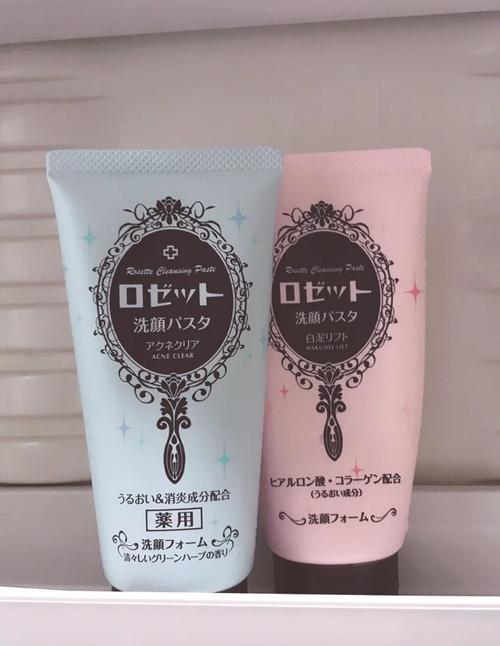 Rosette Cleansing Paste
ロゼット
洗顔パスタ
アクネクリア
ACNE CLEAR
うるおい&消炎成分配合
薬用
洗顔フォーム
清々しいグリーンハーブの香り
Rosette Cleansing Paste
ロゼット
洗顔パスタ
白泥リフト
HAKUDEI LIFT
ヒアルロン酸・コラーゲン配合
(うるおい成分)
洗顔フォーム